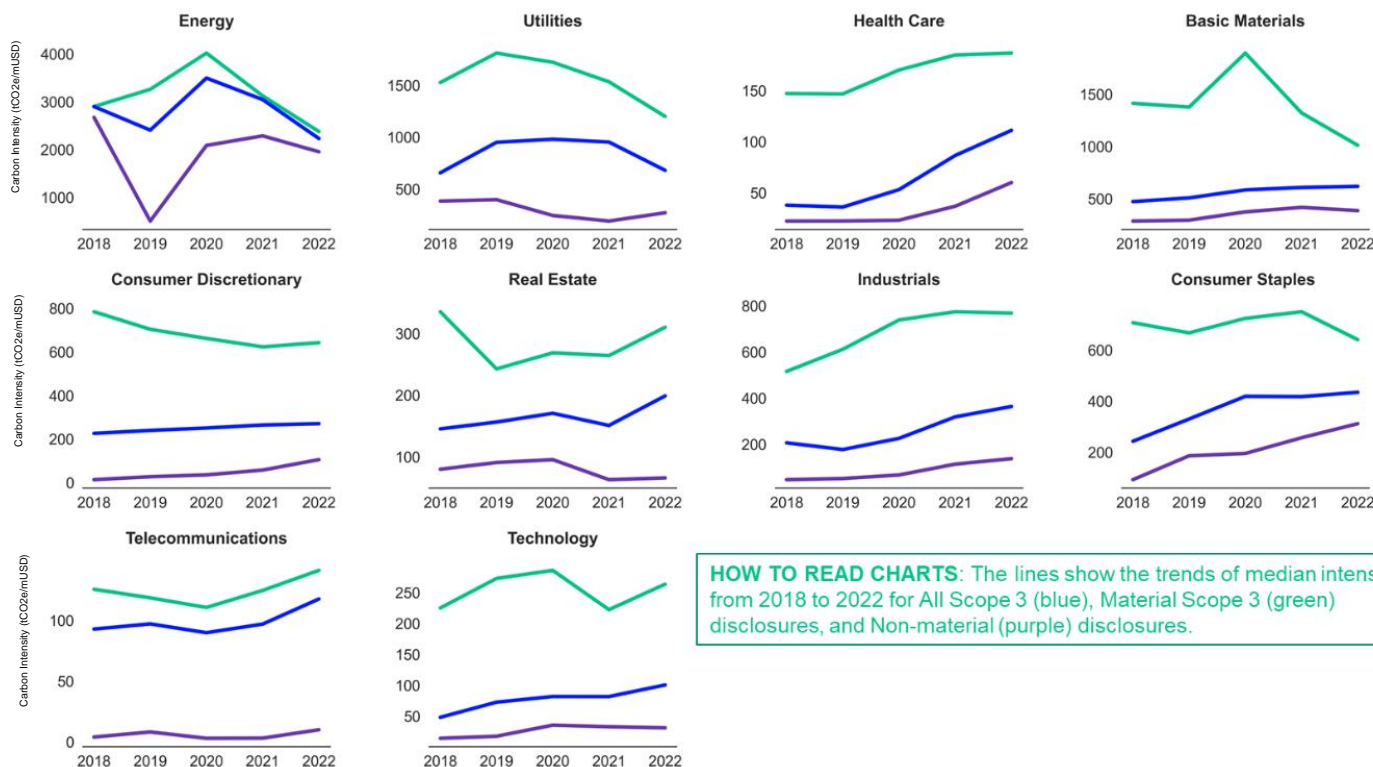 Energy
Utilities
Health Care
Basic Materials
Carbon Intensity (tCO2e/mUSD)
4000
3000
2000
1000
2018 2019 2020 2021 2022
1500
1000
500
2018 2019 2020 2021 2022
150
100
50
2018 2019 2020 2021 2022
1500
1000
500
2018 2019 2020 2021 2022
Consumer Discretionary
Real Estate
Industrials
Consumer Staples
Carbon Intensity (tCO2e/mUSD)
800
600
400
200
0
2018 2019 2020 2021 2022
300
200
100
2018 2019 2020 2021 2022
800
600
400
200
2018 2019 2020 2021 2022
600
400
200
2018 2019 2020 2021 2022
Telecommunications
Technology
Carbon Intensity (tCO2e/mUSD)
100
50
0
2018 2019 2020 2021 2022
250
200
150
100
50
2018 2019 2020 2021 2022
HOW TO READ CHARTS: The lines show the trends of median intens
from 2018 to 2022 for All Scope 3 (blue), Material Scope 3 (green)
disclosures, and Non-material (purple) disclosures.